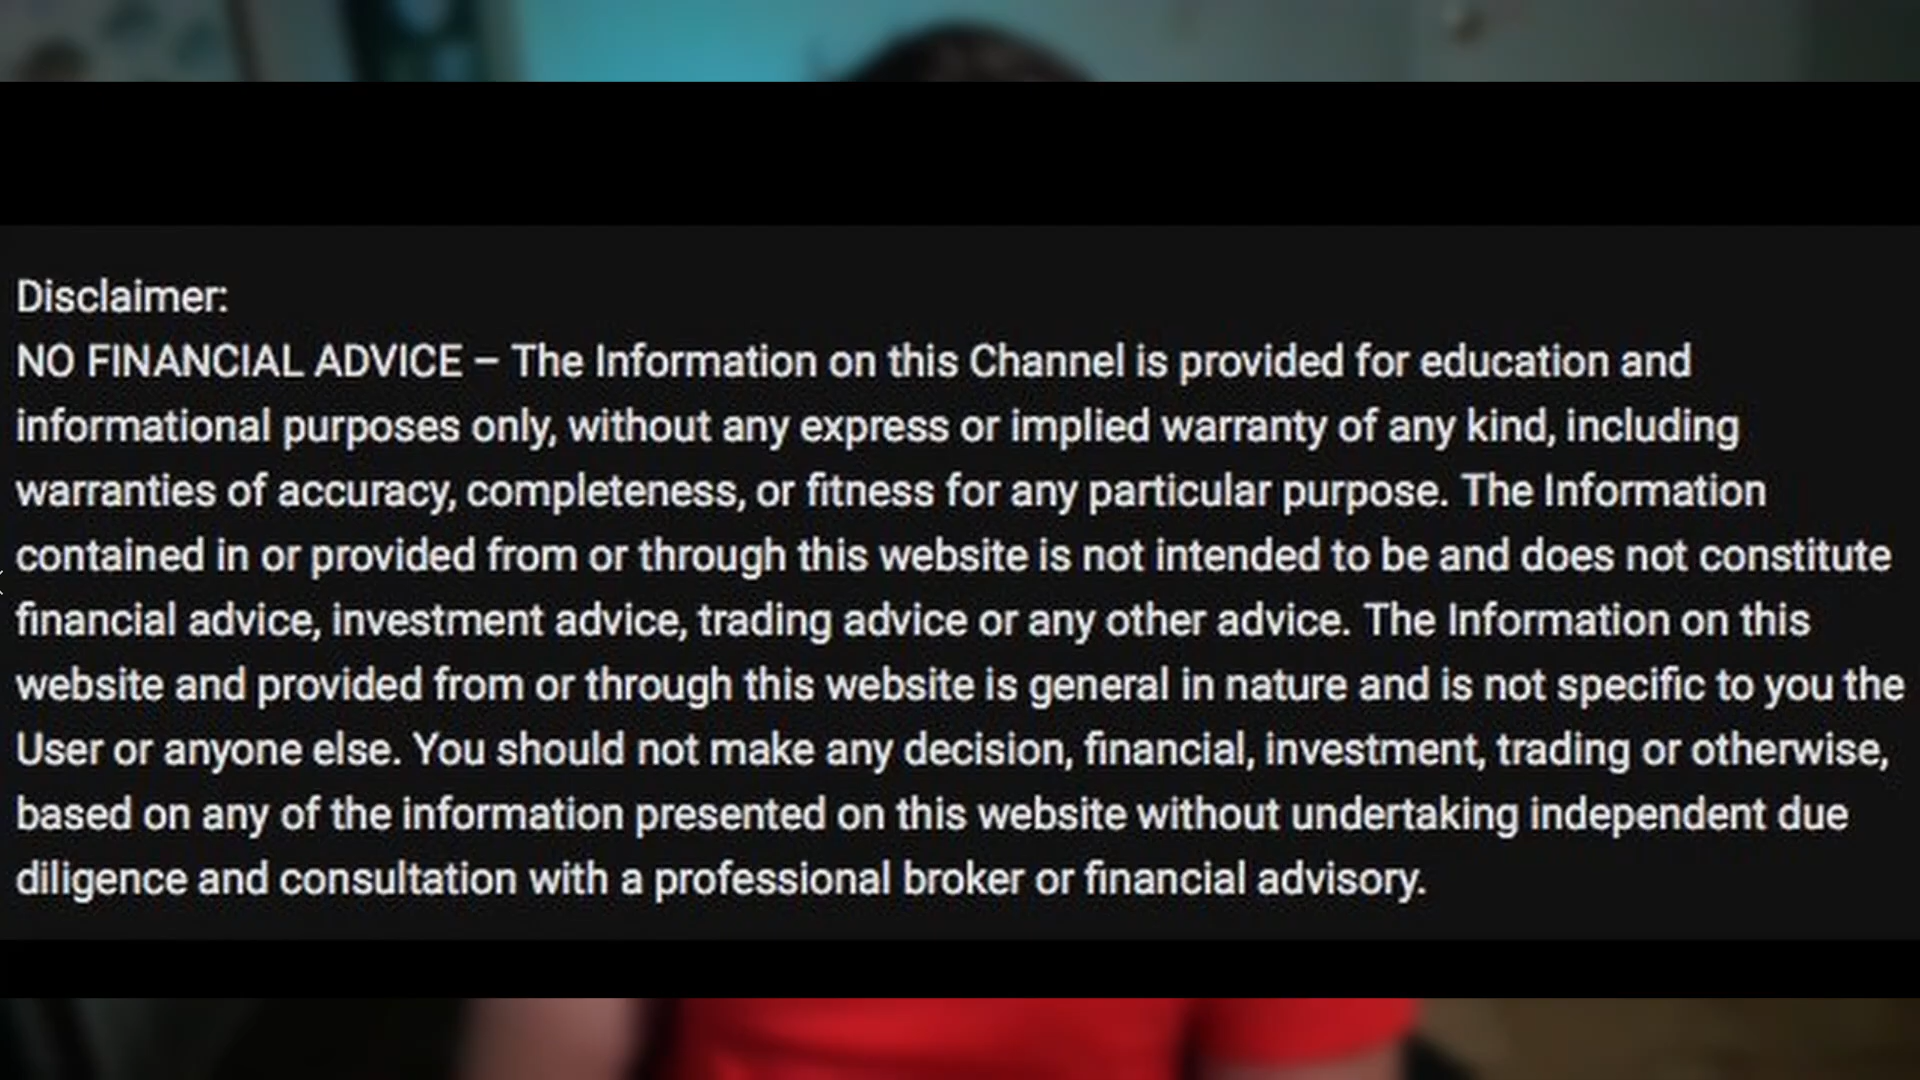 Disclaimer:
NO FINANCIAL ADVICE – The Information on this Channel is provided for education and
informational purposes only, without any express or implied warranty of any kind, including
warranties of accuracy, completeness, or fitness for any particular purpose. The Information
contained in or provided from or through this website is not intended to be and does not constitute
financial advice, investment advice, trading advice or any other advice. The Information on this
website and provided from or through this website is general in nature and is not specific to you the
User or anyone else. You should not make any decision, financial, investment, trading or otherwise,
based on any of the information presented on this website without undertaking independent due
diligence and consultation with a professional broker or financial advisory.